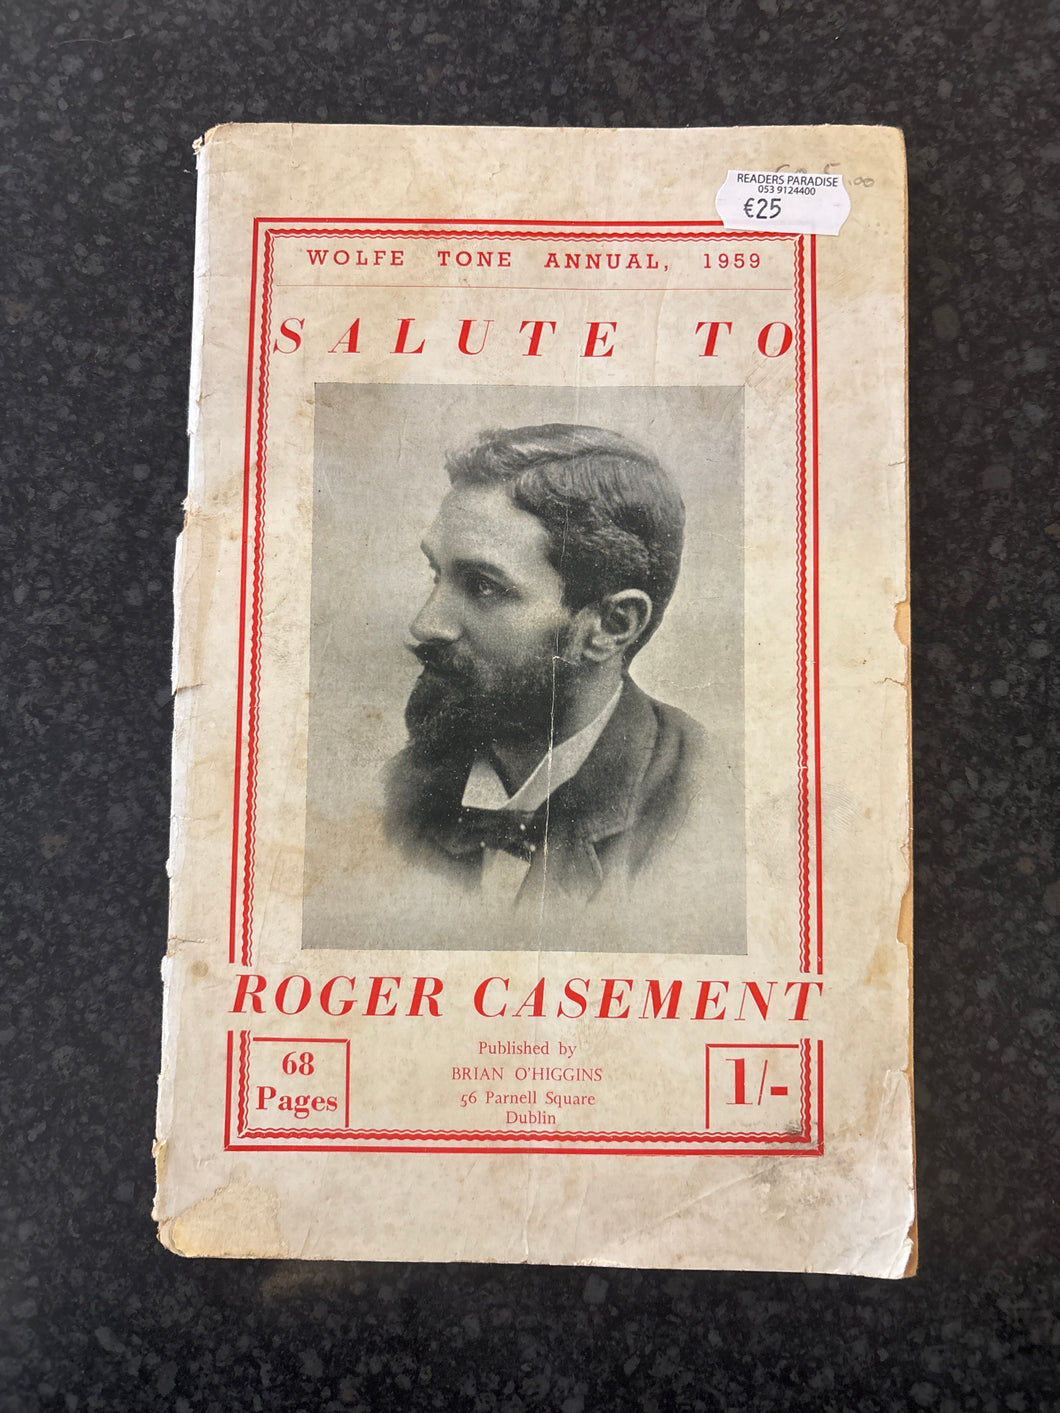 READERS PARADISE
053 9124400
€25
WOLFE TONE ANNUAL, 1959
SALUTE TO
ROGER CASEMENT
68
Pages
Published by
BRIAN O'HIGGINS
56 Parnell Square
Dublin
1/-